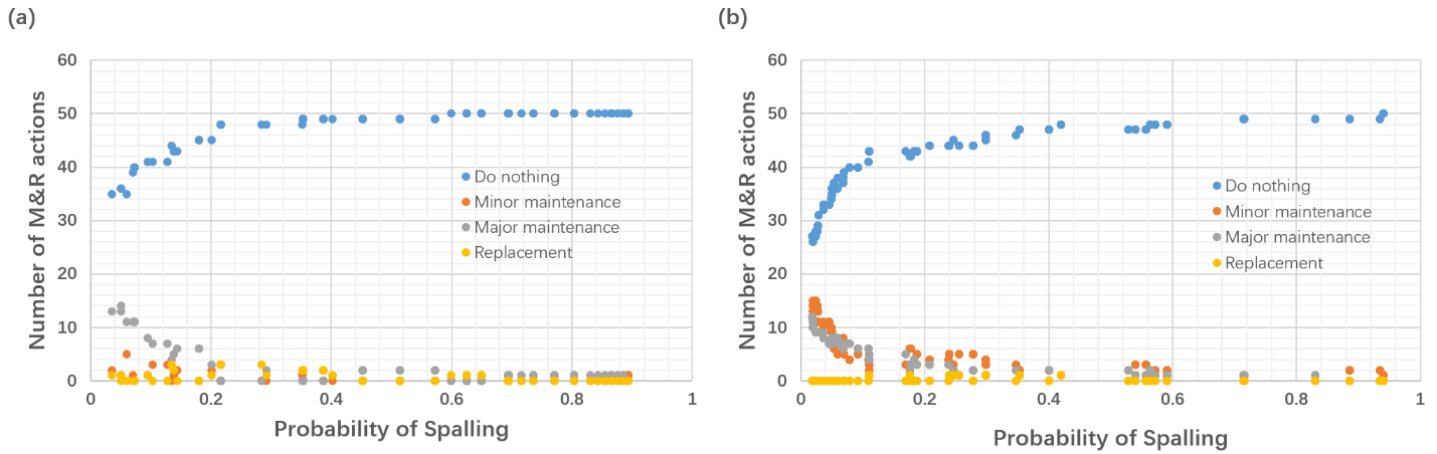 (a)
60
50
40
30
20
10
0
Number of M&R actions
Do nothing
Minor maintenance
Major maintenance
Replacement
0 0.2 0.4 0.6 0.8 1
Probability of Spalling
(b)
60
50
40
30
20
10
0
Number of M&R actions
Do nothing
Minor maintenance
Major maintenance
Replacement
0 0.2 0.4 0.6 0.8 1
Probability of Spalling